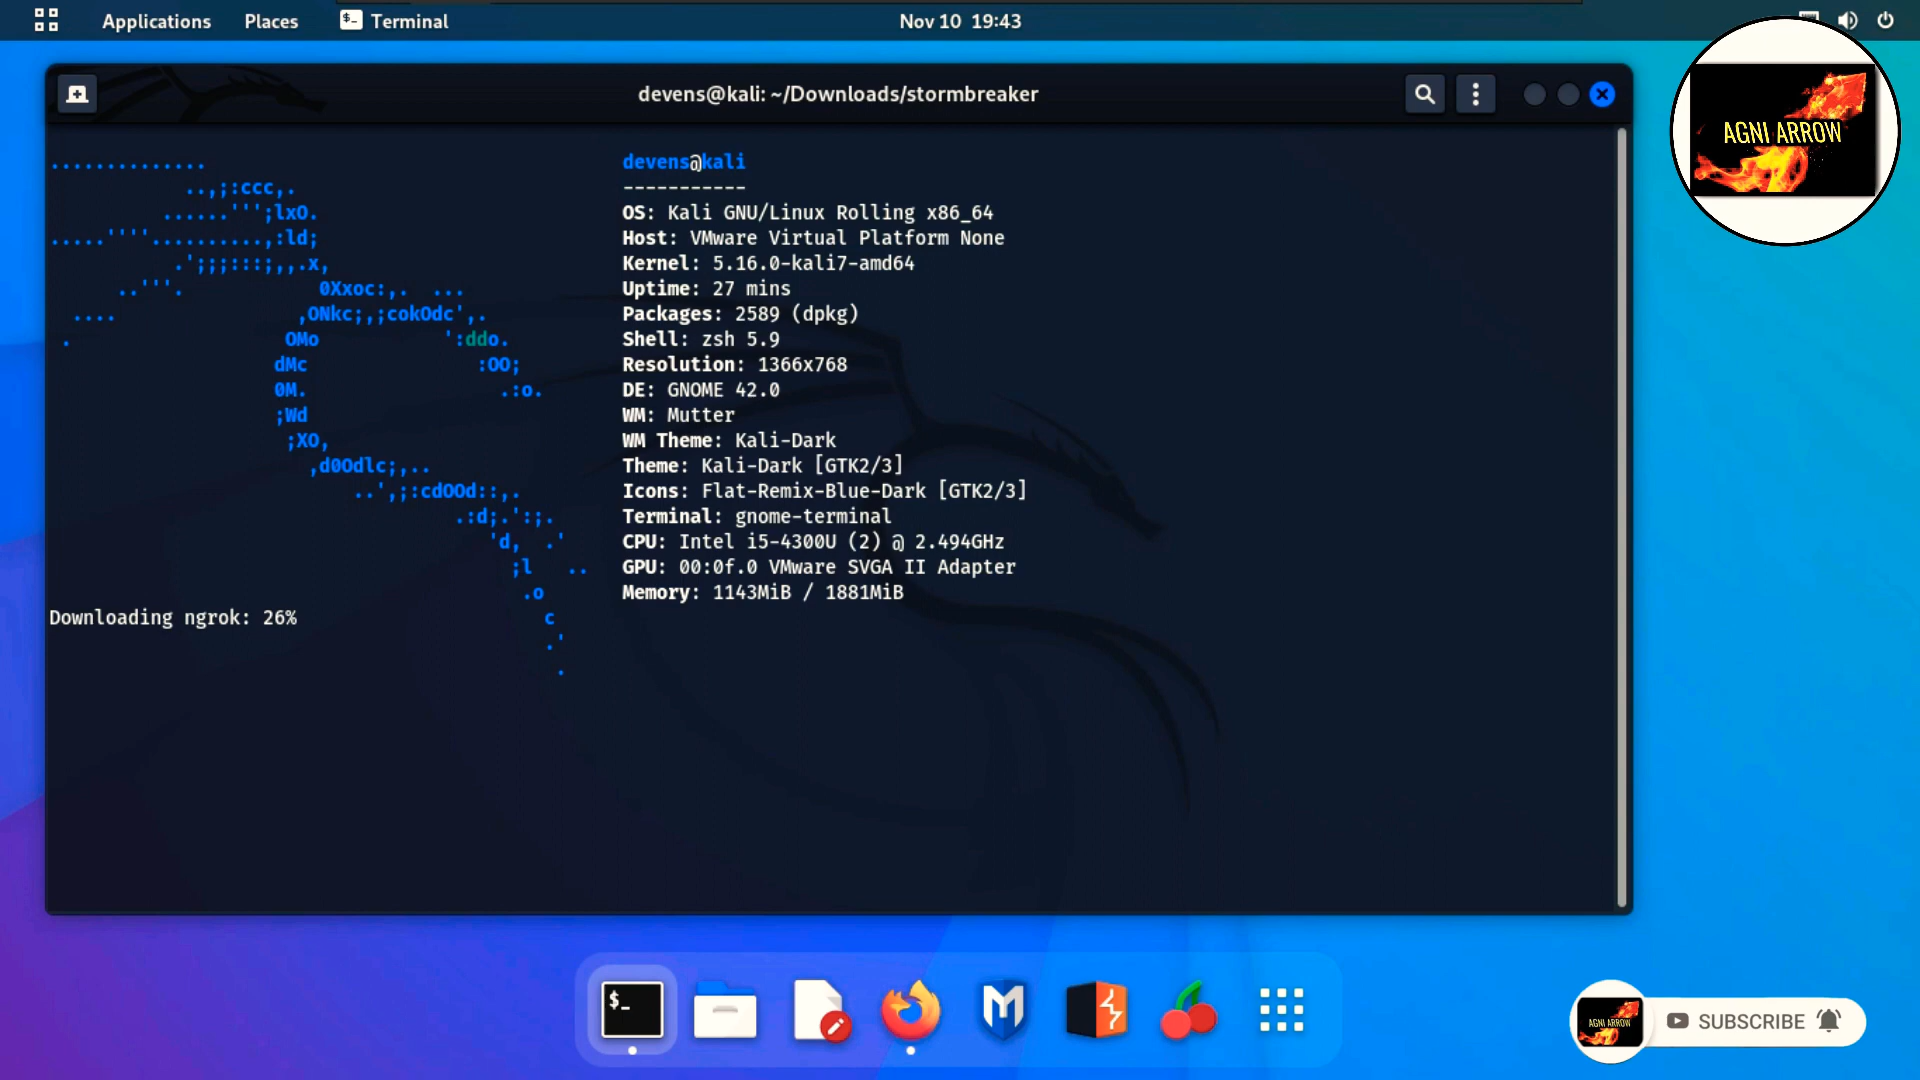 Applications Places Terminal Nov 10 19:43
devens@kali: ~/Downloads/stormbreaker
AGNI ARROW
devens@kali
-----------
OS: Kali GNU/Linux Rolling x86_64
Host: VMware Virtual Platform None
Kernel: 5.16.0-kali7-amd64
Uptime: 27 mins
Packages: 2589 (dpkg)
Shell: zsh 5.9
Resolution: 1366x768
DE: GNOME 42.0
WM: Mutter
WM Theme: Kali-Dark
Theme: Kali-Dark [GTK2/3]
Icons: Flat-Remix-Blue-Dark [GTK2/3]
Terminal: gnome-terminal
CPU: Intel i5-4300U (2) @ 2.494GHz
GPU: 00:0f.0 VMware SVGA II Adapter
Memory: 1143MiB / 1881MiB
Downloading ngrok: 26%
$_
AGNI ARROW
SUBSCRIBE